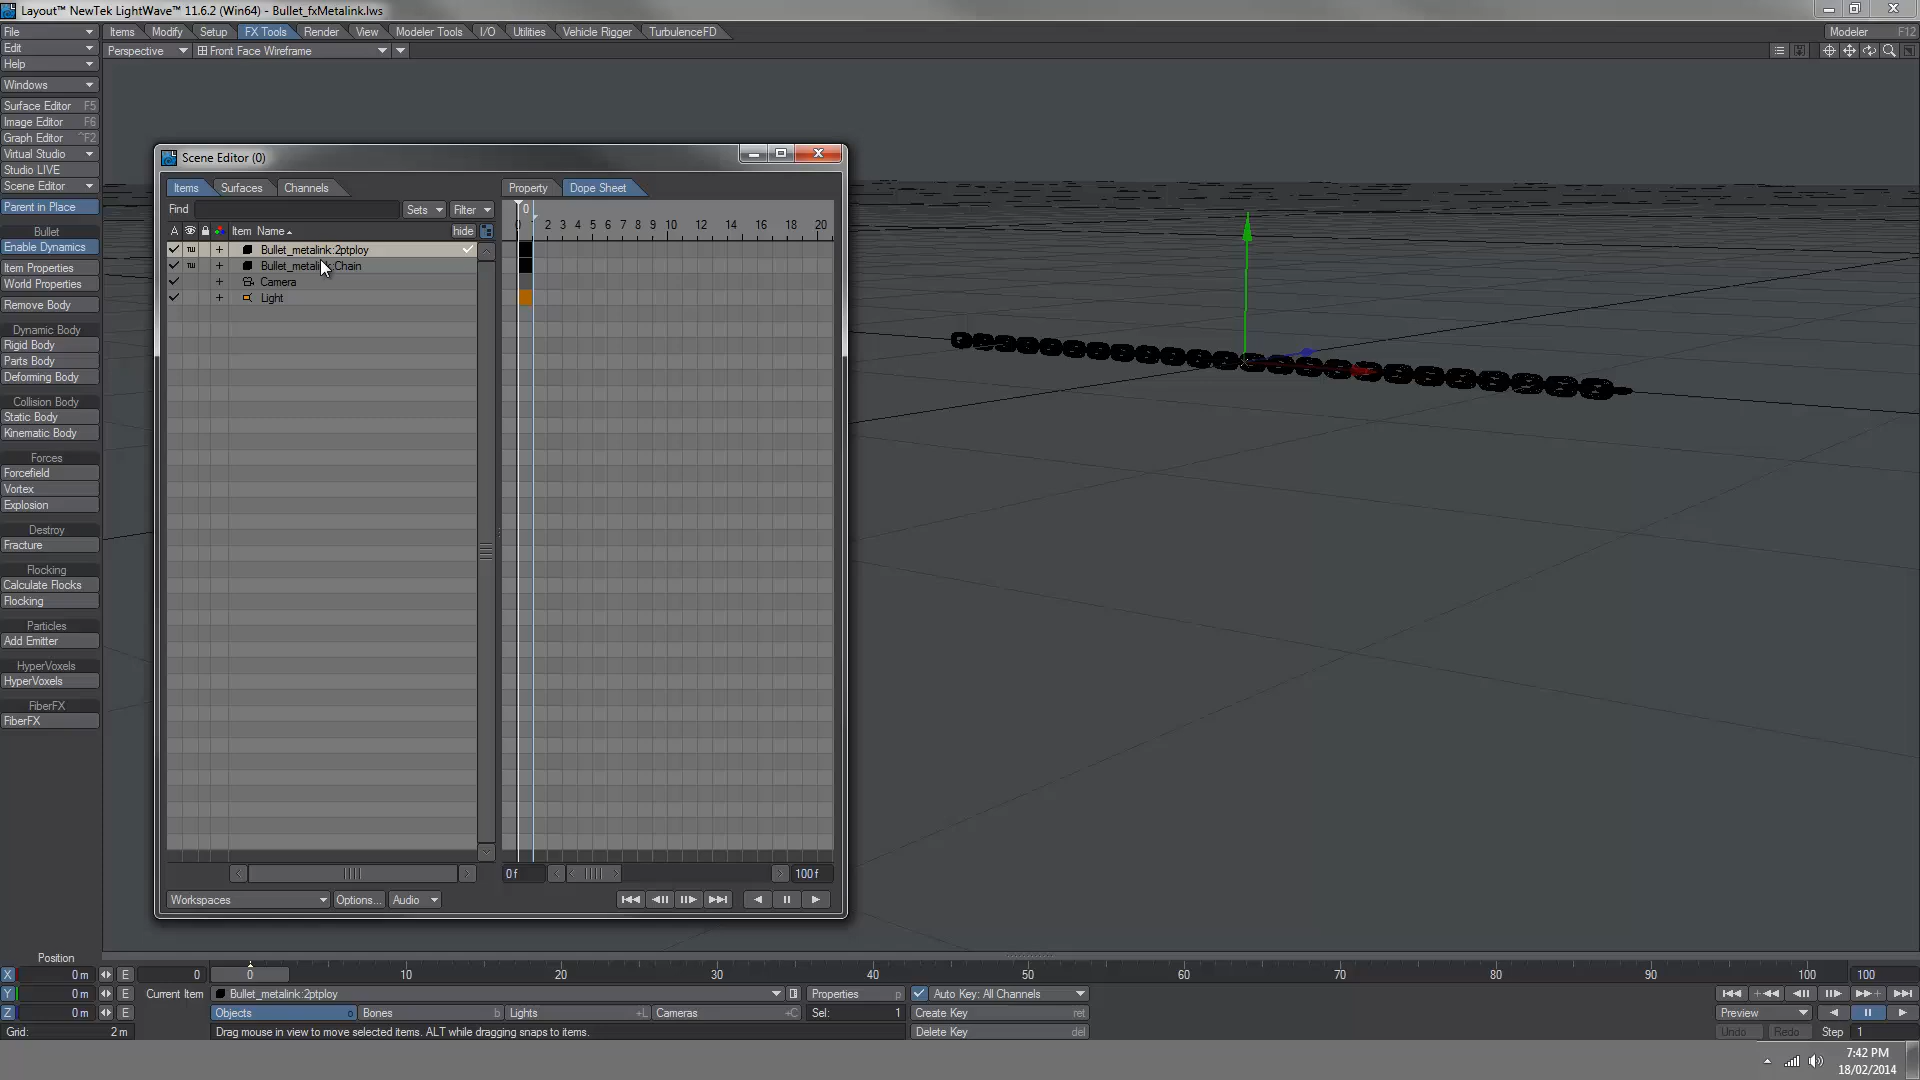 Layout™ NewTek LightWave™ 11.6.2 (Win64) - Bullet_fxMetalink.lws
File Items Modify Setup FX Tools Render View Modeler Tools I/O Utilities Vehicle Rigger TurbulenceFD Modeler F12
Edit Perspective Front Face Wireframe
Help
Windows
Surface Editor F5
Image Editor F6
Graph Editor ^F2
Virtual Studio
Studio LIVE
Scene Editor
Parent in Place
Bullet
Enable Dynamics
Item Properties
World Properties
Remove Body
Dynamic Body
Rigid Body
Parts Body
Deforming Body
Collision Body
Static Body
Kinematic Body
Forces
Forcefield
Vortex
Explosion
Destroy
Fracture
Flocking
Calculate Flocks
Flocking
Particles
Add Emitter
HyperVoxels
HyperVoxels
FiberFX
FiberFX
Scene Editor (0)
Items Surfaces Channels Property Dope Sheet
Find Sets Filter 0
0 2 4 5 6 7 8 9 10 12 14 16 18 20
A Item Name hide
Bullet_metalink:2ptploy
Bullet_metalink:Chain
Camera
Light
0 f 100 f
Workspaces Options... Audio
Position
X 0 m E 0 0 10 20 30 40 50 60 70 80 90 100 100
Y 0 m E Current Item Bullet_metalink:2ptploy Properties p Auto Key: All Channels
Z 0 m E Objects o Bones b Lights +L Cameras +C Sel: 1 Create Key ret Preview
Grid: 2 m Drag mouse in view to move selected items. ALT while dragging snaps to items. Delete Key del Undo Redo Step 1
7:42 PM
18/02/2014